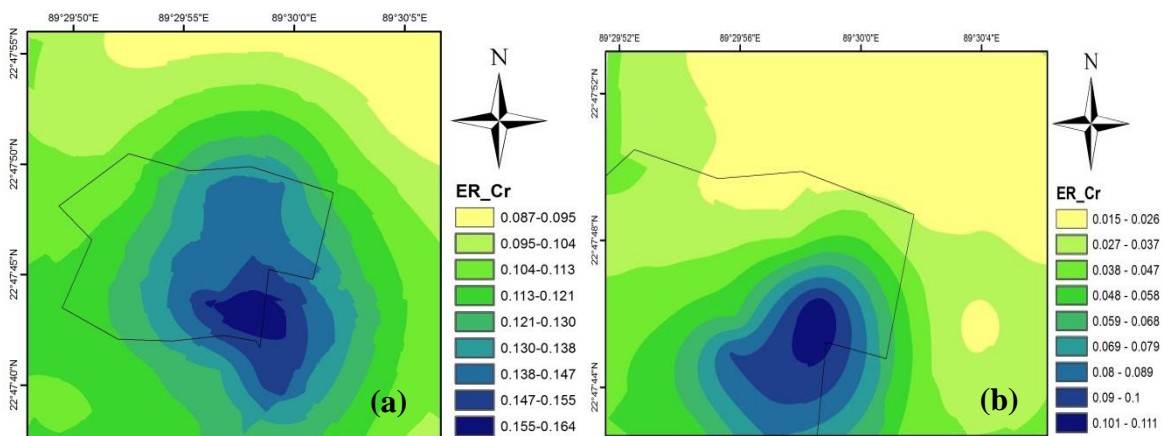 89°29'50"E 89°29'55"E 89°30'0"E 89°30'5"E
22°47'55"N
22°47'50"N
22°47'45"N
22°47'40"N
N
ER_Cr
0.087-0.095
0.095-0.104
0.104-0.113
0.113-0.121
0.121-0.130
0.130-0.138
0.138-0.147
0.147-0.155
0.155-0.164
(a)
89°29'52"E 89°29'56"E 89°30'0"E 89°30'4"E
22°47'52"N
22°47'48"N
22°47'44"N
N
ER_Cr
0.015 - 0.026
0.027 - 0.037
0.038 - 0.047
0.048 - 0.058
0.059 - 0.068
0.069 - 0.079
0.08 - 0.089
0.09 - 0.1
0.101 - 0.111
(b)